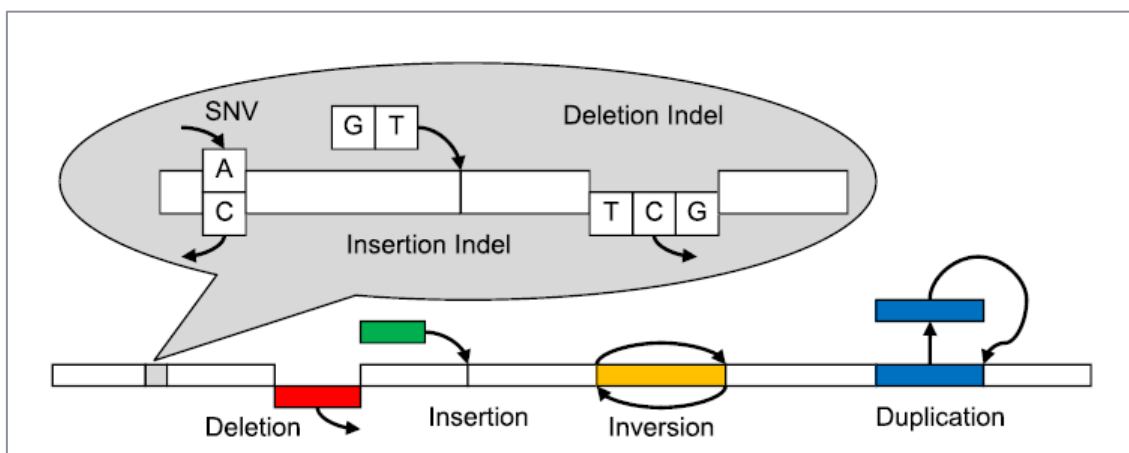 SNV
G T
Deletion Indel
A
C
T C G
Insertion Indel
Deletion
Insertion
Inversion
Duplication